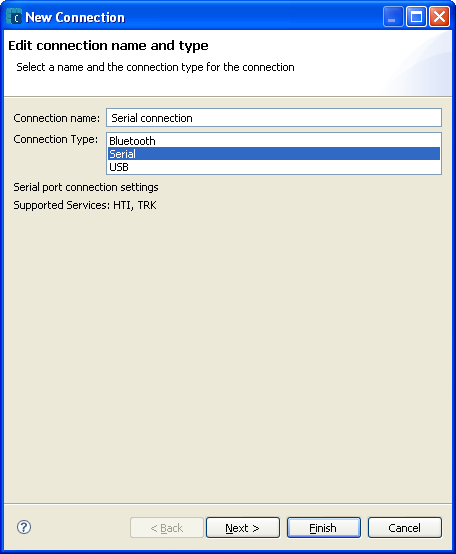 New Connection
Edit connection name and type
Select a name and the connection type for the connection
Connection name: Serial connection
Connection Type: Bluetooth
Serial
USB
Serial port connection settings
Supported Services: HTI, TRK
? < Back Next > Finish Cancel